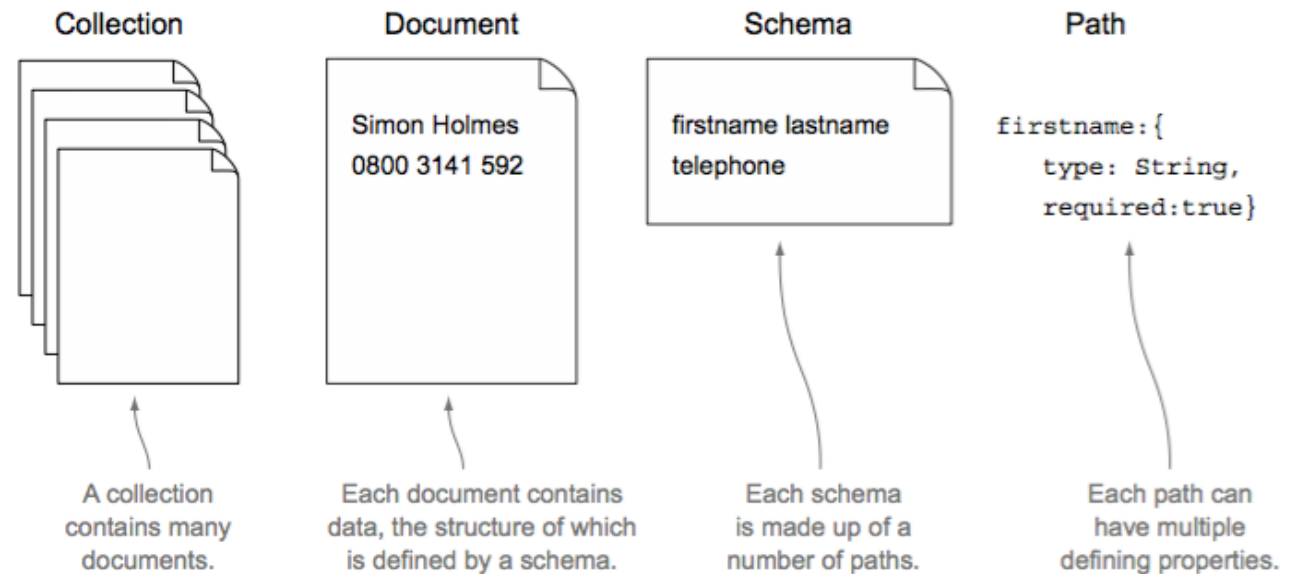 Collection
Document
Schema
Path
Simon Holmes
0800 3141 592
firstname lastname
telephone
firstname:{
type: String,
required:true}
A collection
contains many
documents.
Each document contains
data, the structure of which
is defined by a schema.
Each schema
is made up of a
number of paths.
Each path can
have multiple
defining properties.